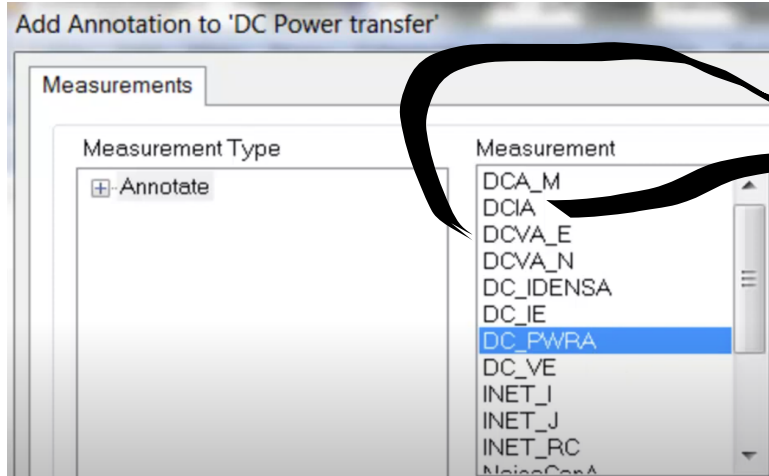 Add Annotation to 'DC Power transfer'
Measurements
Measurement Type
Annotate
Measurement
DCA_M
DCIA
DCVA_E
DCVA_N
DC_IDENSA
DC_IE
DC_PWRA
DC_VE
INET_I
INET_J
INET_RC